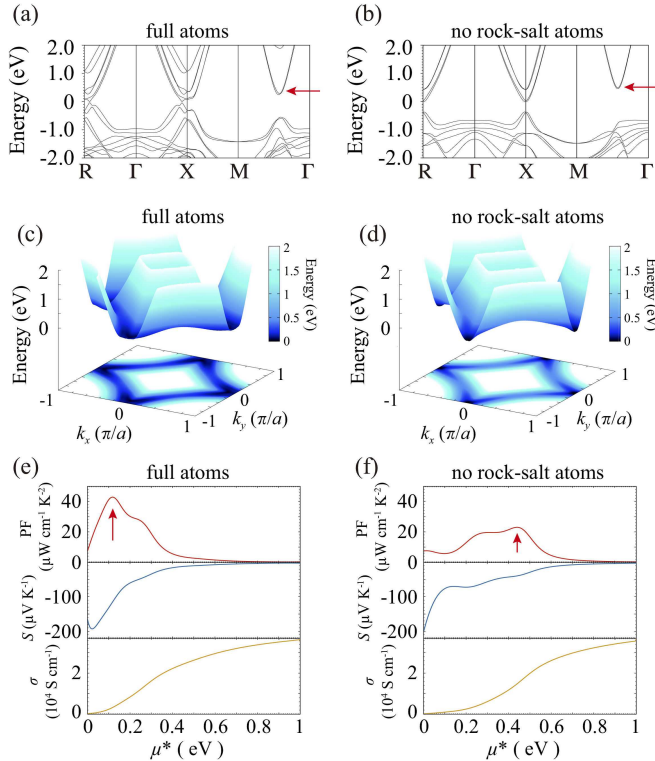 (a) full atoms
Energy (eV)
2.0
1.0
0
-1.0
-2.0
R Γ X M Γ
(b) no rock-salt atoms
Energy (eV)
2.0
1.0
0
-1.0
-2.0
R Γ X M Γ
(c) full atoms
Energy (eV)
2
1
0
2
1.5
1
0.5
0
Energy (eV)
-1
0
1
kx (π/a)
-1
0
1
ky (π/a)
(d) no rock-salt atoms
Energy (eV)
2
1
0
2
1.5
1
0.5
0
Energy (eV)
-1
0
1
kx (π/a)
-1
0
1
ky (π/a)
(e) full atoms
PF
(μW cm-1 K-2)
40
20
0
S (μV K-1)
-100
-200
σ
(10⁴ S cm-1)
2
0
0 0.2 0.4 0.6 0.8 1
μ* ( eV )
(f) no rock-salt atoms
PF
(μW cm-1 K-2)
40
20
0
S (μV K-1)
-100
-200
σ
(10⁴ S cm-1)
2
0
0 0.2 0.4 0.6 0.8 1
μ* ( eV )